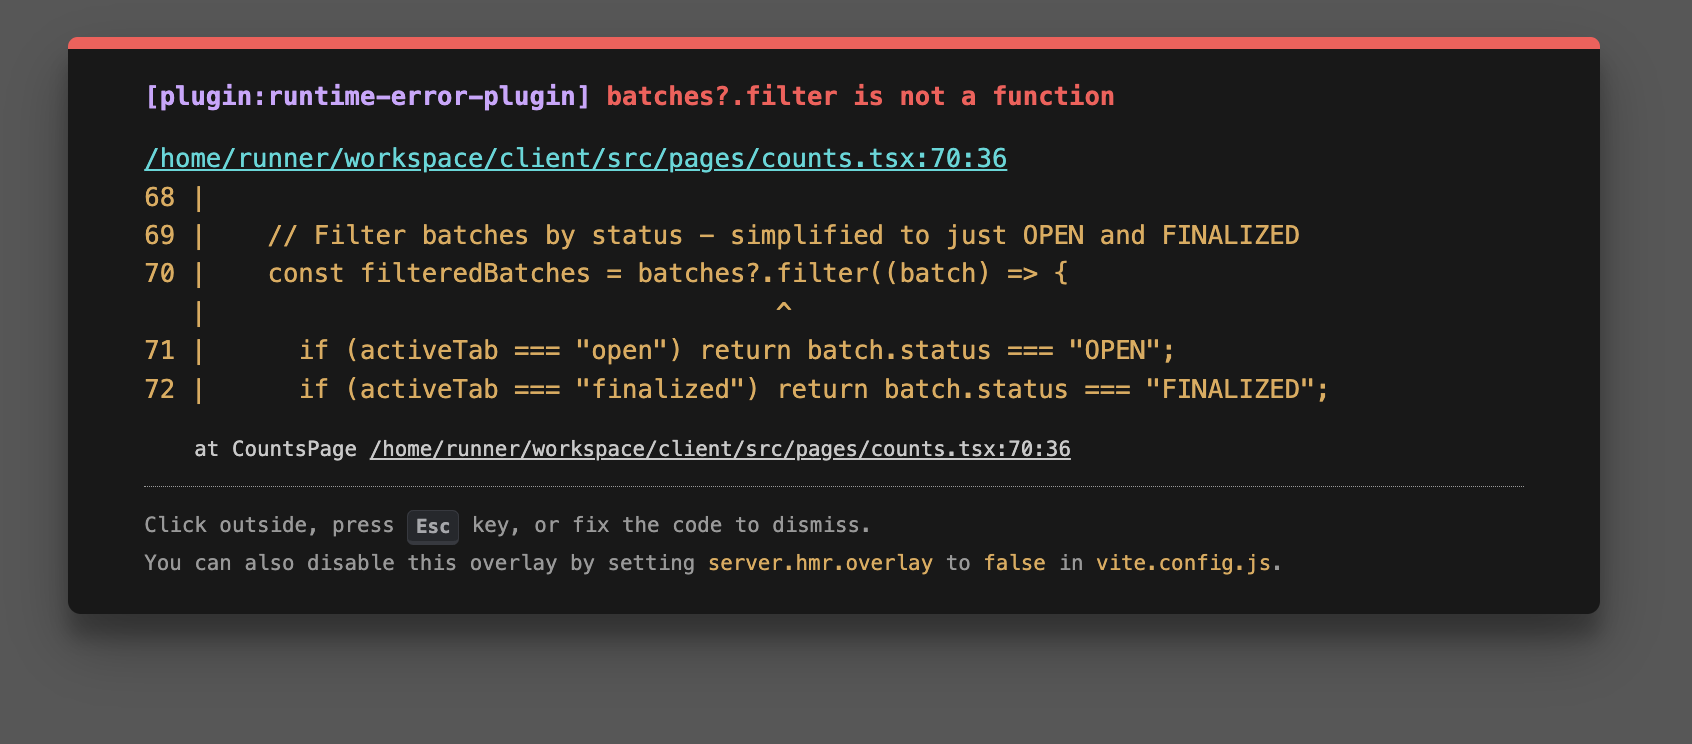 [plugin:runtime-error-plugin] batches?.filter is not a function
/home/runner/workspace/client/src/pages/counts.tsx:70:36
68 |
69 |    // Filter batches by status - simplified to just OPEN and FINALIZED
70 |    const filteredBatches = batches?.filter((batch) => {
   |                                     ^
71 |      if (activeTab === "open") return batch.status === "OPEN";
72 |      if (activeTab === "finalized") return batch.status === "FINALIZED";
at CountsPage /home/runner/workspace/client/src/pages/counts.tsx:70:36
Click outside, press Esc key, or fix the code to dismiss.
You can also disable this overlay by setting server.hmr.overlay to false in vite.config.js.